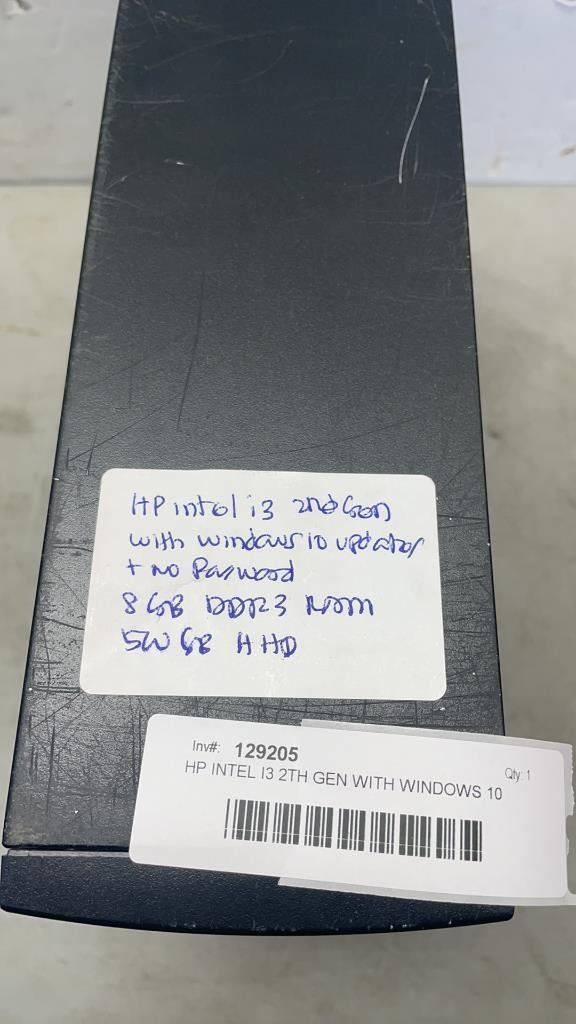 HP intel i3 2nd Gen
with windows 10 updates
+ no Password
8 GB DDR3 RAM
500 GB HHD
Inv#: 129205
Qty: 1
HP INTEL I3 2TH GEN WITH WINDOWS 10